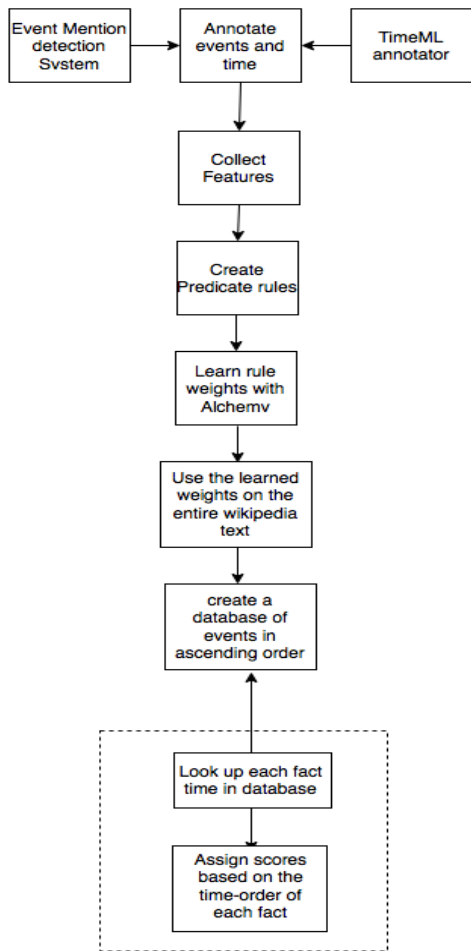 Event Mention
detection
Svstem
Annotate
events and
time
TimeML
annotator
Collect
Features
Create
Predicate rules
Learn rule
weights with
Alchemv
Use the learned
weights on the
entire wikipedia
text
create a
database of
events in
ascending order
Look up each fact
time in database
Assign scores
based on the
time-order of
each fact